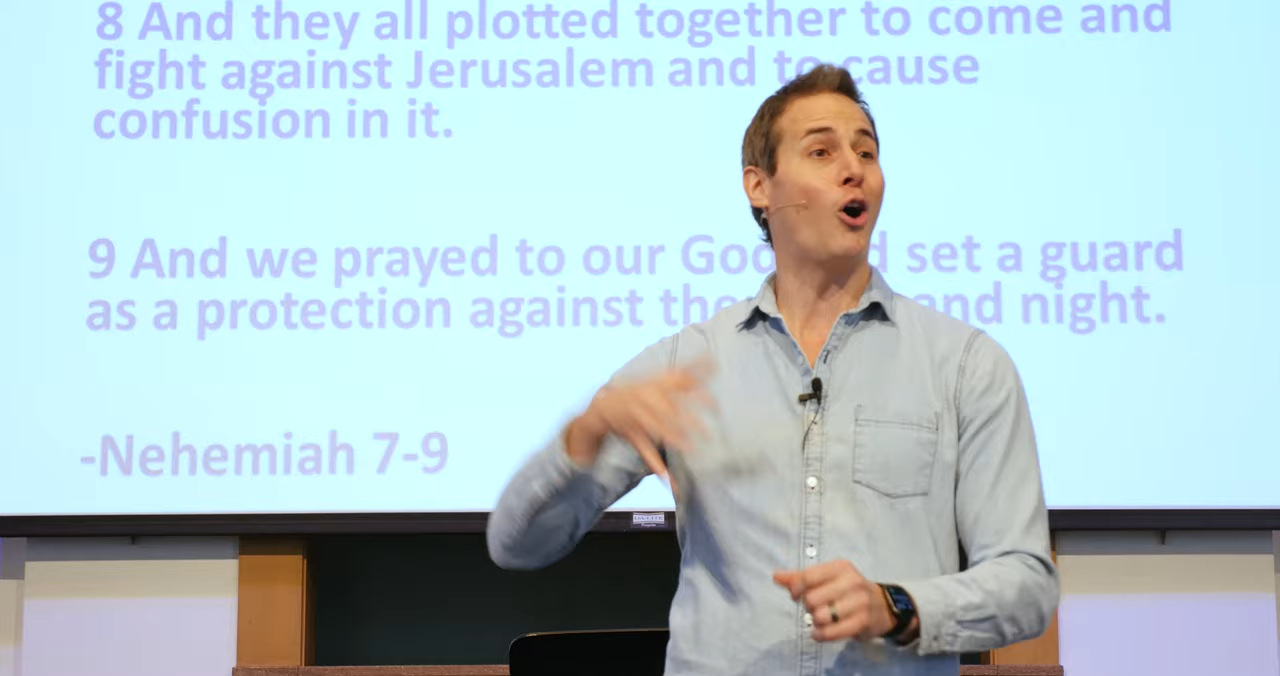 8 And they all plotted together to come and
fight against Jerusalem and to cause
confusion in it.
9 And we prayed to our God set a guard
as a protection against the and night.
-Nehemiah 7-9